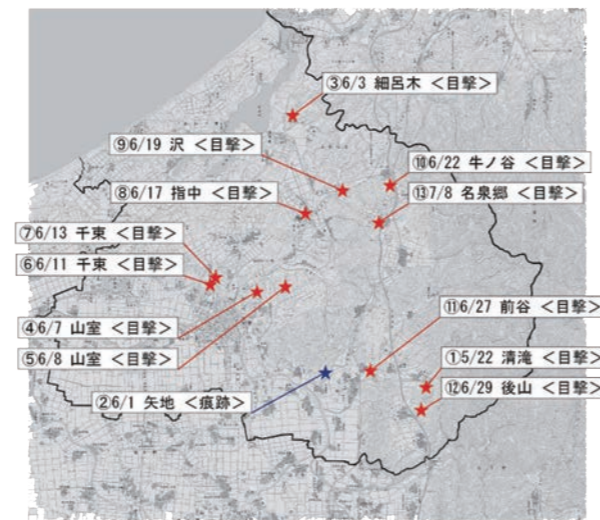 ③6/3 細呂木 <目撃>
⑨6/19 沢 <目撃>
⑩6/22 牛ノ谷 <目撃>
⑧6/17 指中 <目撃>
⑬7/8 名泉郷 <目撃>
⑦6/13 千束 <目撃>
⑥6/11 千束 <目撃>
⑪6/27 前谷 <目撃>
④6/7 山室 <目撃>
⑤6/8 山室 <目撃>
①5/22 清滝 <目撃>
⑫6/29 後山 <目撃>
②6/1 矢地 <痕跡>